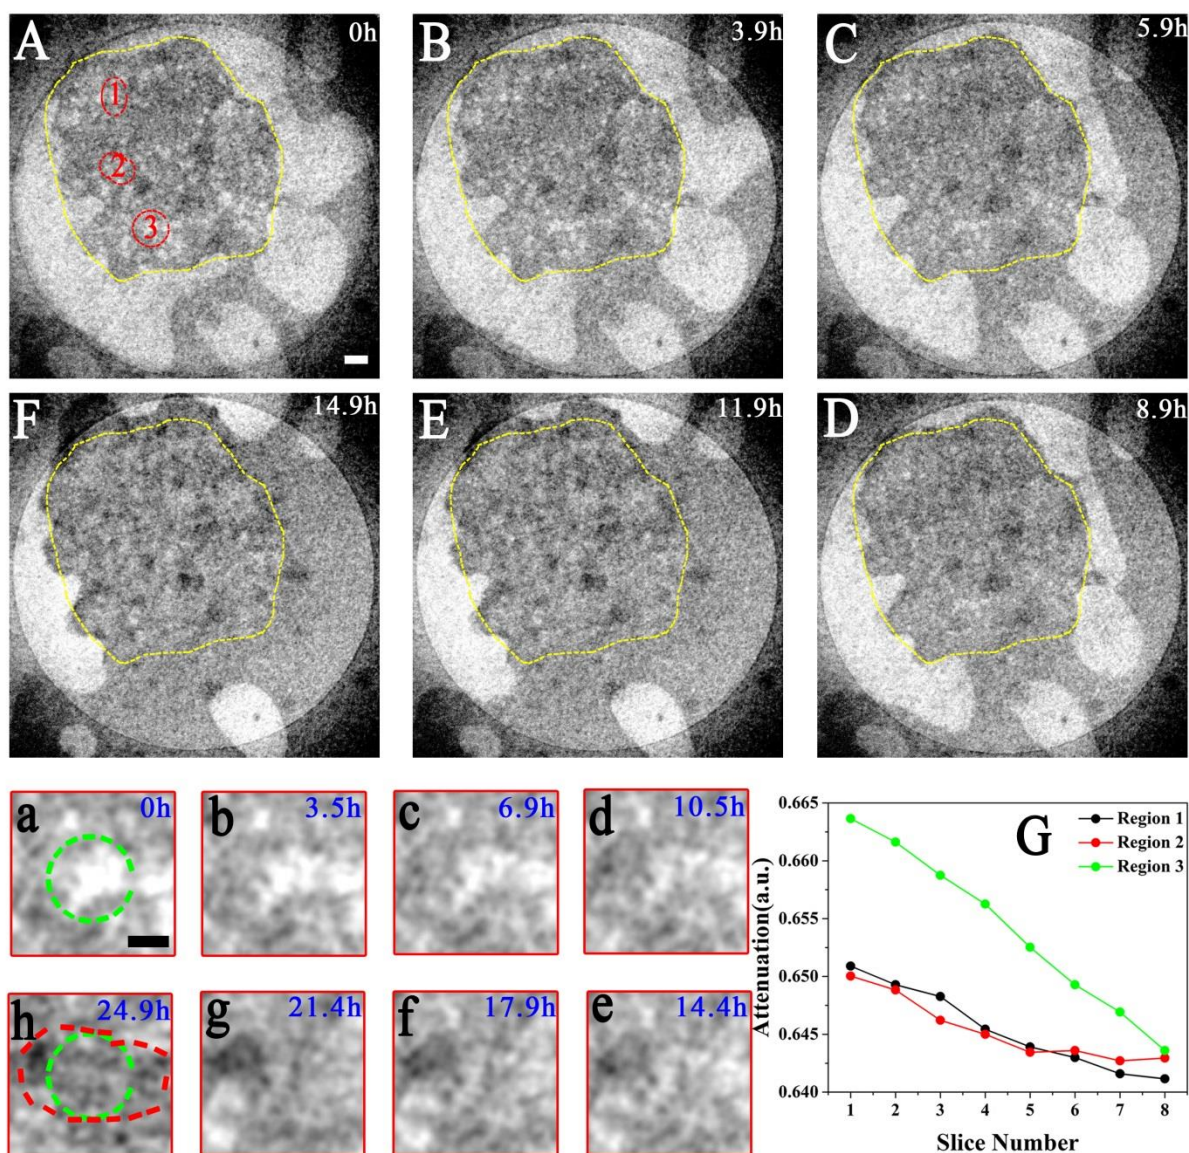 A 0h
B 3.9h
C 5.9h
1
2
3
F 14.9h
E 11.9h
D 8.9h
a 0h
b 3.5h
c 6.9h
d 10.5h
h 24.9h
g 21.4h
f 17.9h
e 14.4h
G
Region 1
Region 2
Region 3
Attenuation(a.u.)
0.665
0.660
0.655
0.650
0.645
0.640
1 2 3 4 5 6 7 8
Slice Number